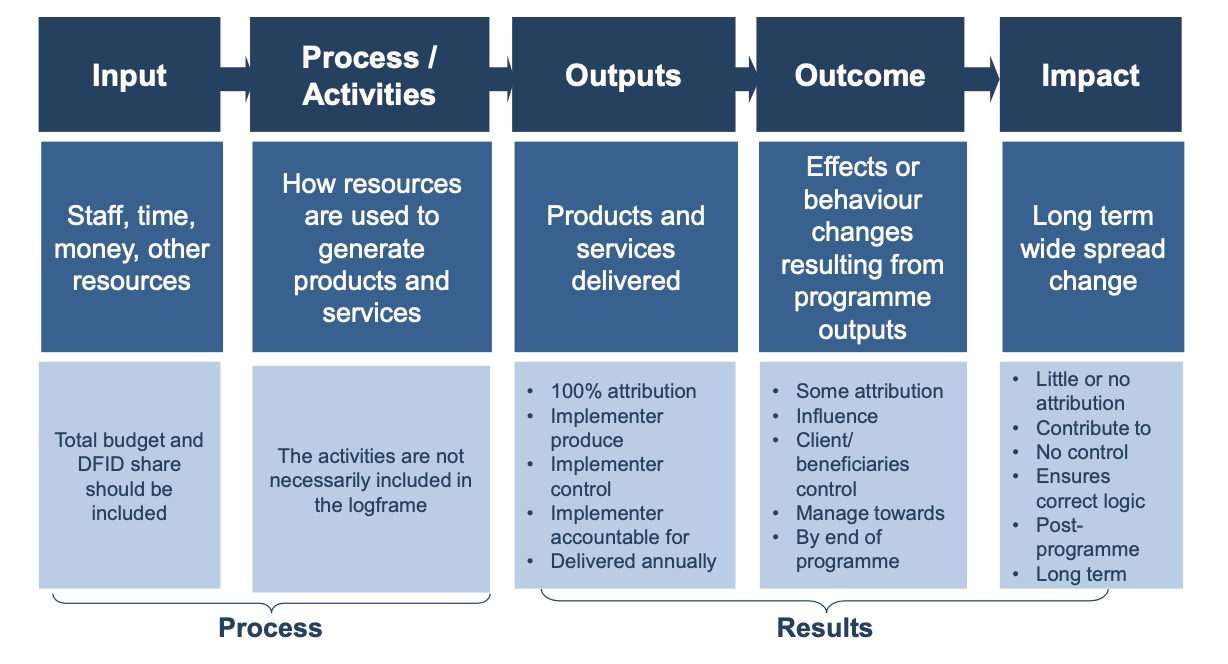 Input
Process /
Activities
Outputs
Outcome
Impact
Staff, time,
money, other
resources
How resources
are used to
generate
products and
services
Products and
services
delivered
Effects or
behaviour
changes
resulting from
programme
outputs
Long term
wide spread
change
Total budget and
DFID share
should be
included
The activities are not
necessarily included in
the logframe
• 100% attribution
• Implementer
produce
• Implementer
control
• Implementer
accountable for
• Delivered annually
• Some attribution
• Influence
• Client/
beneficiaries
control
• Manage towards
• By end of
programme
• Little or no
attribution
• Contribute to
• No control
• Ensures
correct logic
• Post-
programme
• Long term
Process
Results